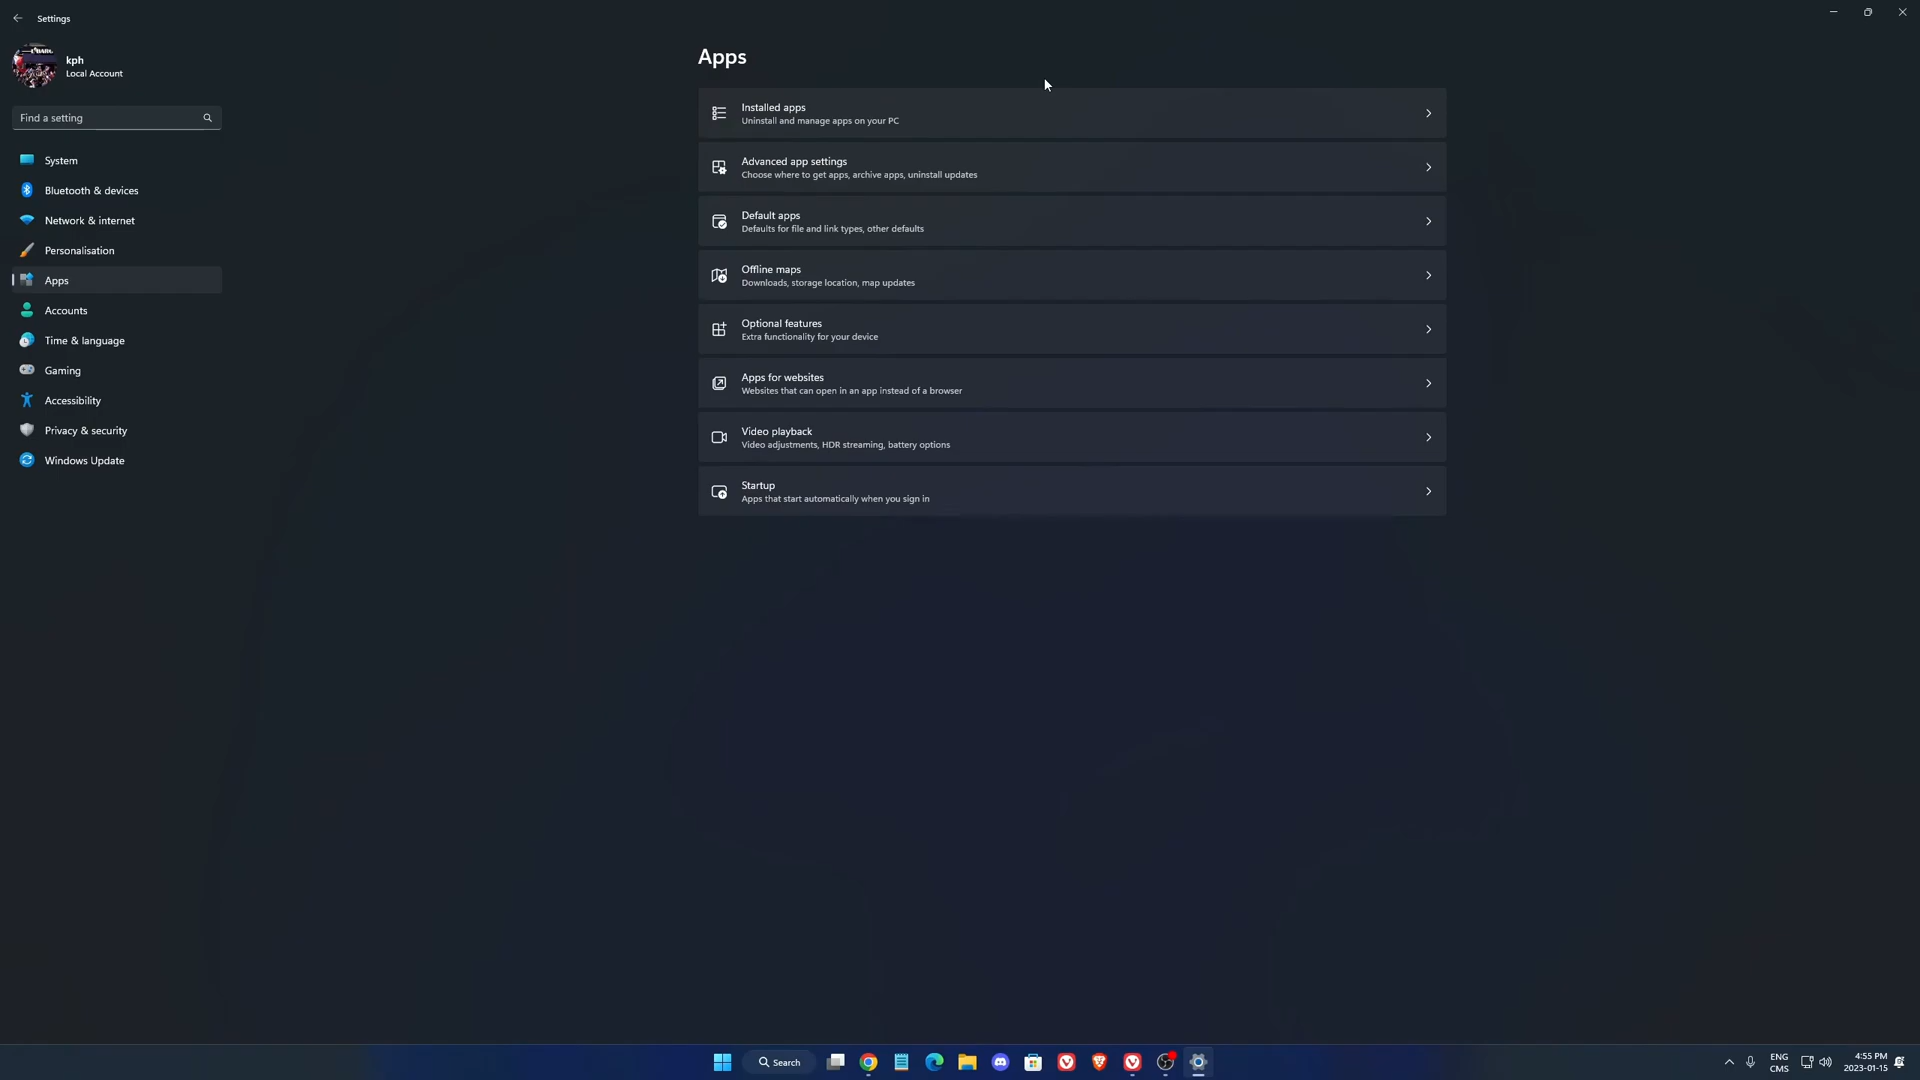 Settings
kph
Local Account
Find a setting
System
Bluetooth & devices
Network & internet
Personalisation
Apps
Accounts
Time & language
Gaming
Accessibility
Privacy & security
Windows Update
Apps
Installed apps
Uninstall and manage apps on your PC
Advanced app settings
Choose where to get apps, archive apps, uninstall updates
Default apps
Defaults for file and link types, other defaults
Offline maps
Downloads, storage location, map updates
Optional features
Extra functionality for your device
Apps for websites
Websites that can open in an app instead of a browser
Video playback
Video adjustments, HDR streaming, battery options
Startup
Apps that start automatically when you sign in
Search
ENG
CMS
4:55 PM
2023-01-15